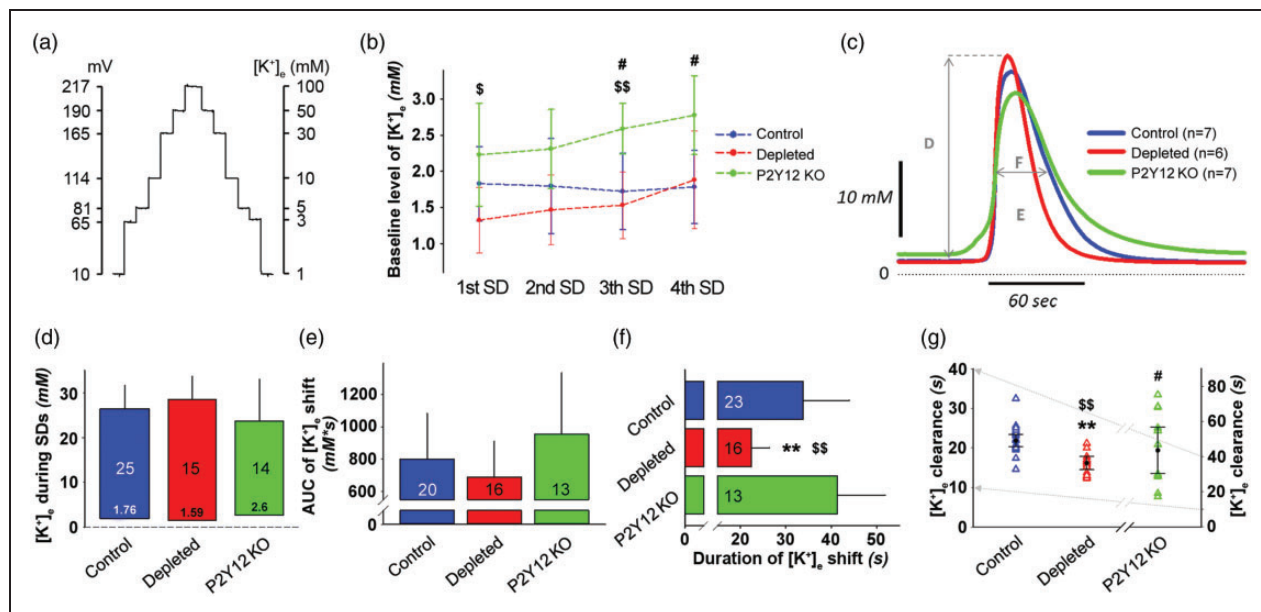 (a)
mV
[K⁺]e (mM)
217
190
165
114
81
65
10
100
50
30
10
5
3
1
(b)
Baseline level of [K⁺]e (mM)
3.0
2.5
2.0
1.5
1.0
$
#
$$
#
1st SD
2nd SD
3th SD
4th SD
Control
Depleted
P2Y12 KO
(c)
D
F
E
10 mM
0
60 sec
Control (n=7)
Depleted (n=6)
P2Y12 KO (n=7)
(d)
[K⁺]e during SDs (mM)
30
20
10
0
25
1.76
15
1.59
14
2.6
Control
Depleted
P2Y12 KO
(e)
AUC of [K⁺]e shift
(mM*s)
1200
1000
800
600
0
20
16
13
Control
Depleted
P2Y12 KO
(f)
Control
Depleted
P2Y12 KO
23
16
** $$
13
0
20
30
40
50
Duration of [K⁺]e shift (s)
(g)
[K⁺]e clearance (s)
40
30
20
10
0
$$
**
#
80
60
40
20
0
[K⁺]e clearance (s)
Control
Depleted
P2Y12 KO